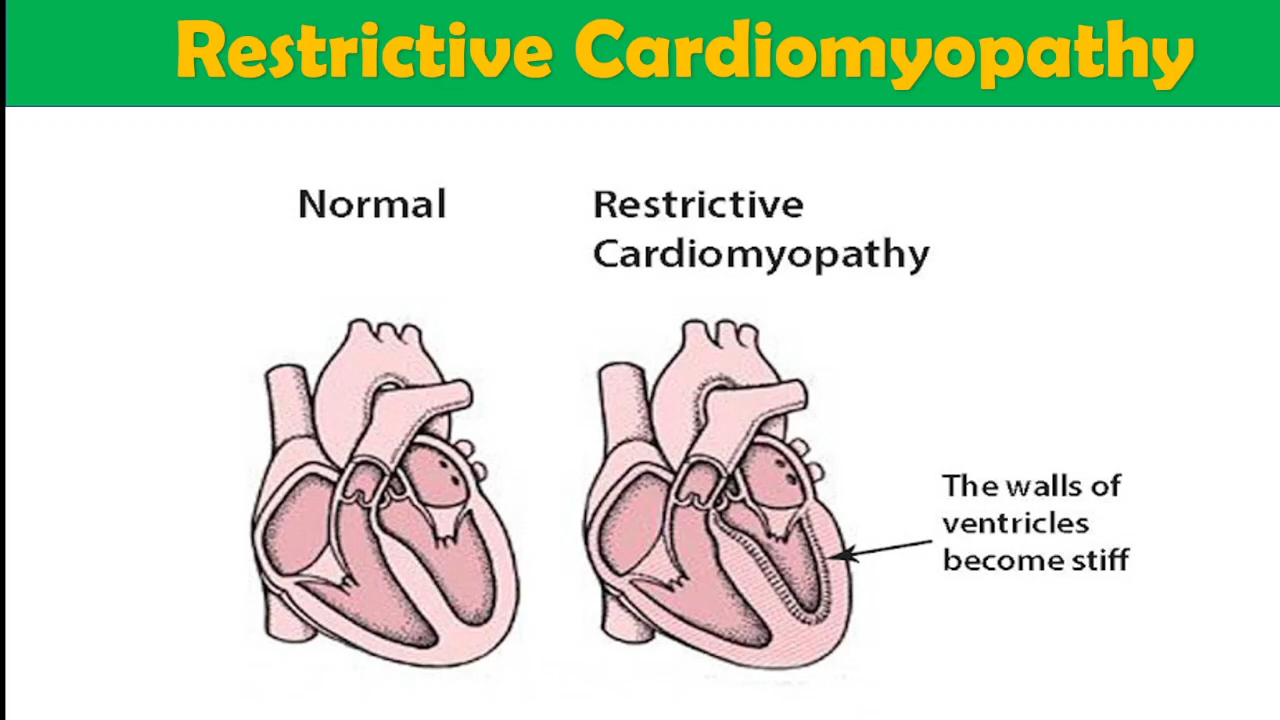 Restrictive Cardiomyopathy
Normal
Restrictive
Cardiomyopathy
The walls of
ventricles
become stiff